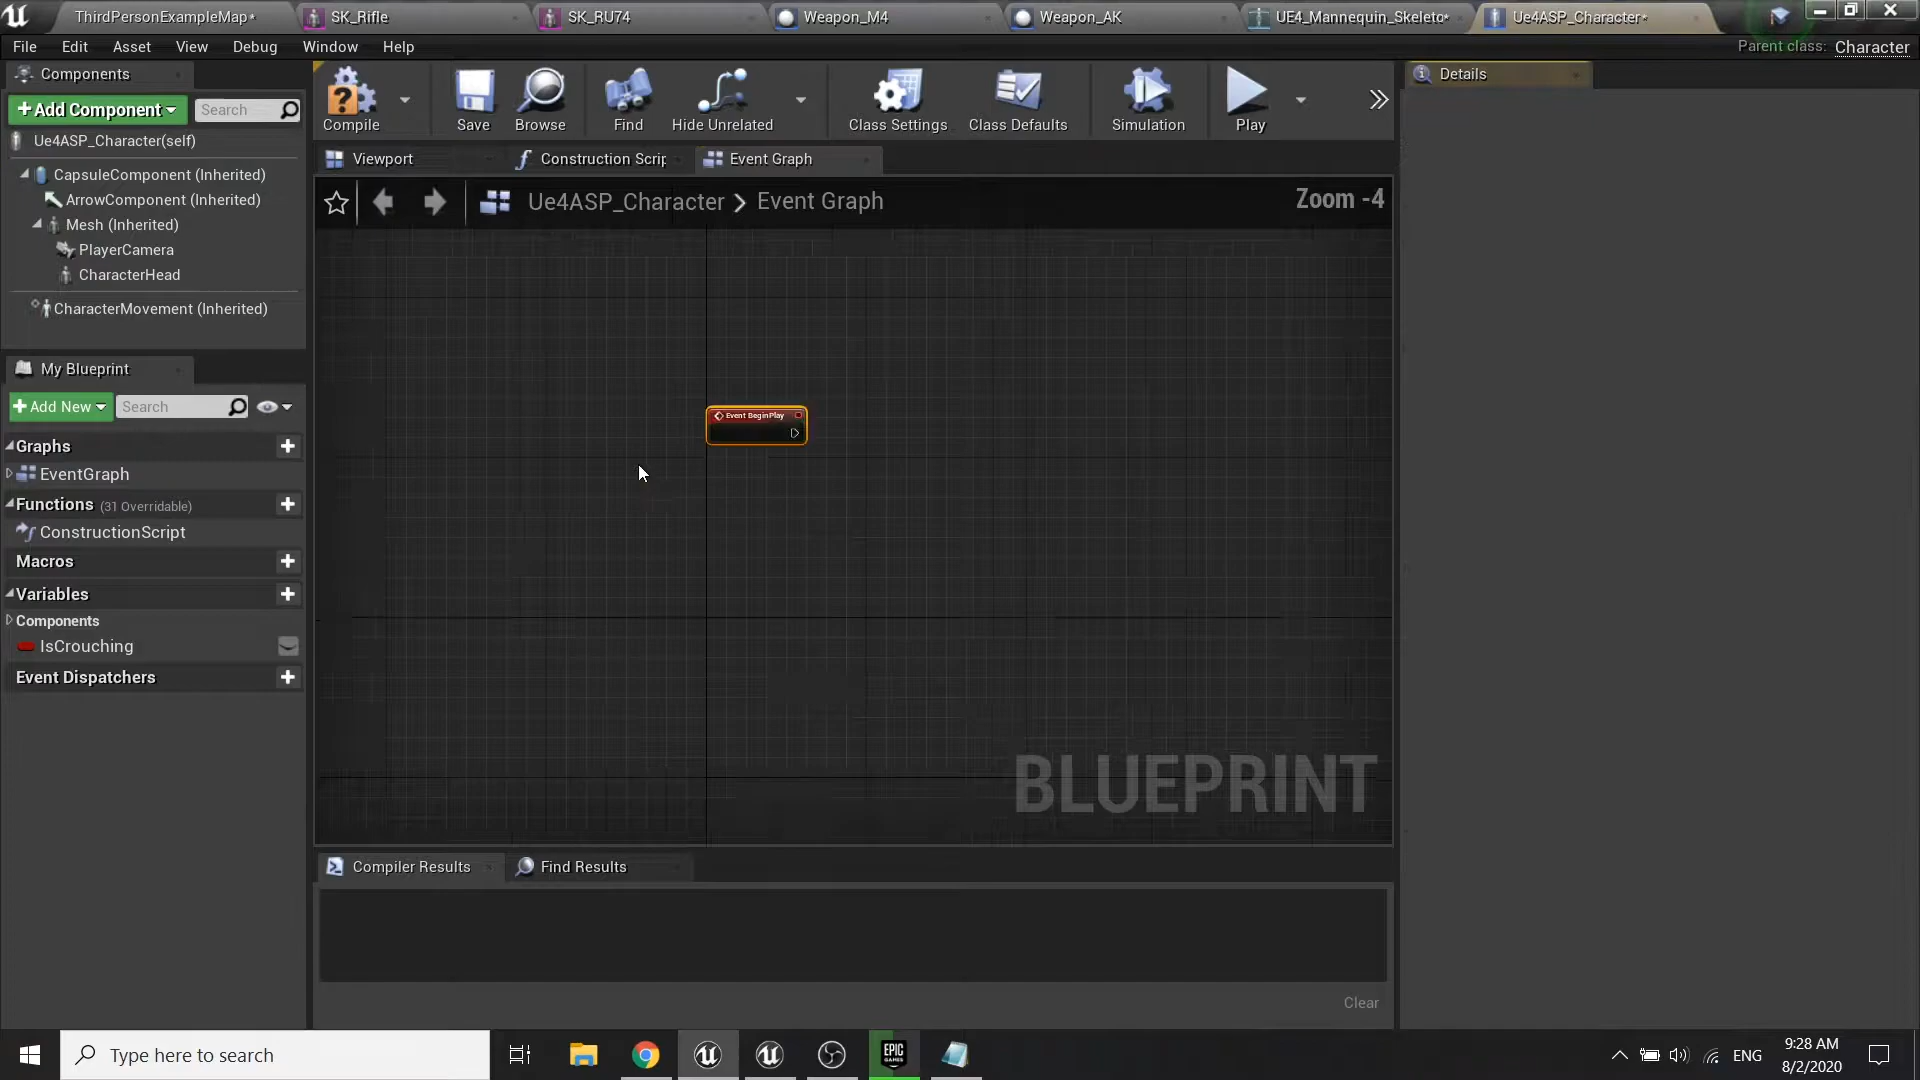 ThirdPersonExampleMap*
SK_Rifle
SK_RU74
Weapon_M4
Weapon_AK
UE4_Mannequin_Skeleto*
Ue4ASP_Character*
File Edit Asset View Debug Window Help
Parent class: Character
Components
+Add Component
Search
Ue4ASP_Character(self)
CapsuleComponent (Inherited)
ArrowComponent (Inherited)
Mesh (Inherited)
PlayerCamera
CharacterHead
CharacterMovement (Inherited)
My Blueprint
+Add New
Search
Graphs
EventGraph
Functions (31 Overridable)
ConstructionScript
Macros
Variables
Components
IsCrouching
Event Dispatchers
Compile
Save
Browse
Find
Hide Unrelated
Class Settings
Class Defaults
Simulation
Play
Viewport
Construction Scrip
Event Graph
Ue4ASP_Character > Event Graph
Zoom -4
Event BeginPlay
BLUEPRINT
Compiler Results
Find Results
Clear
Details
Type here to search
EPIC
GAMES
ENG
9:28 AM
8/2/2020